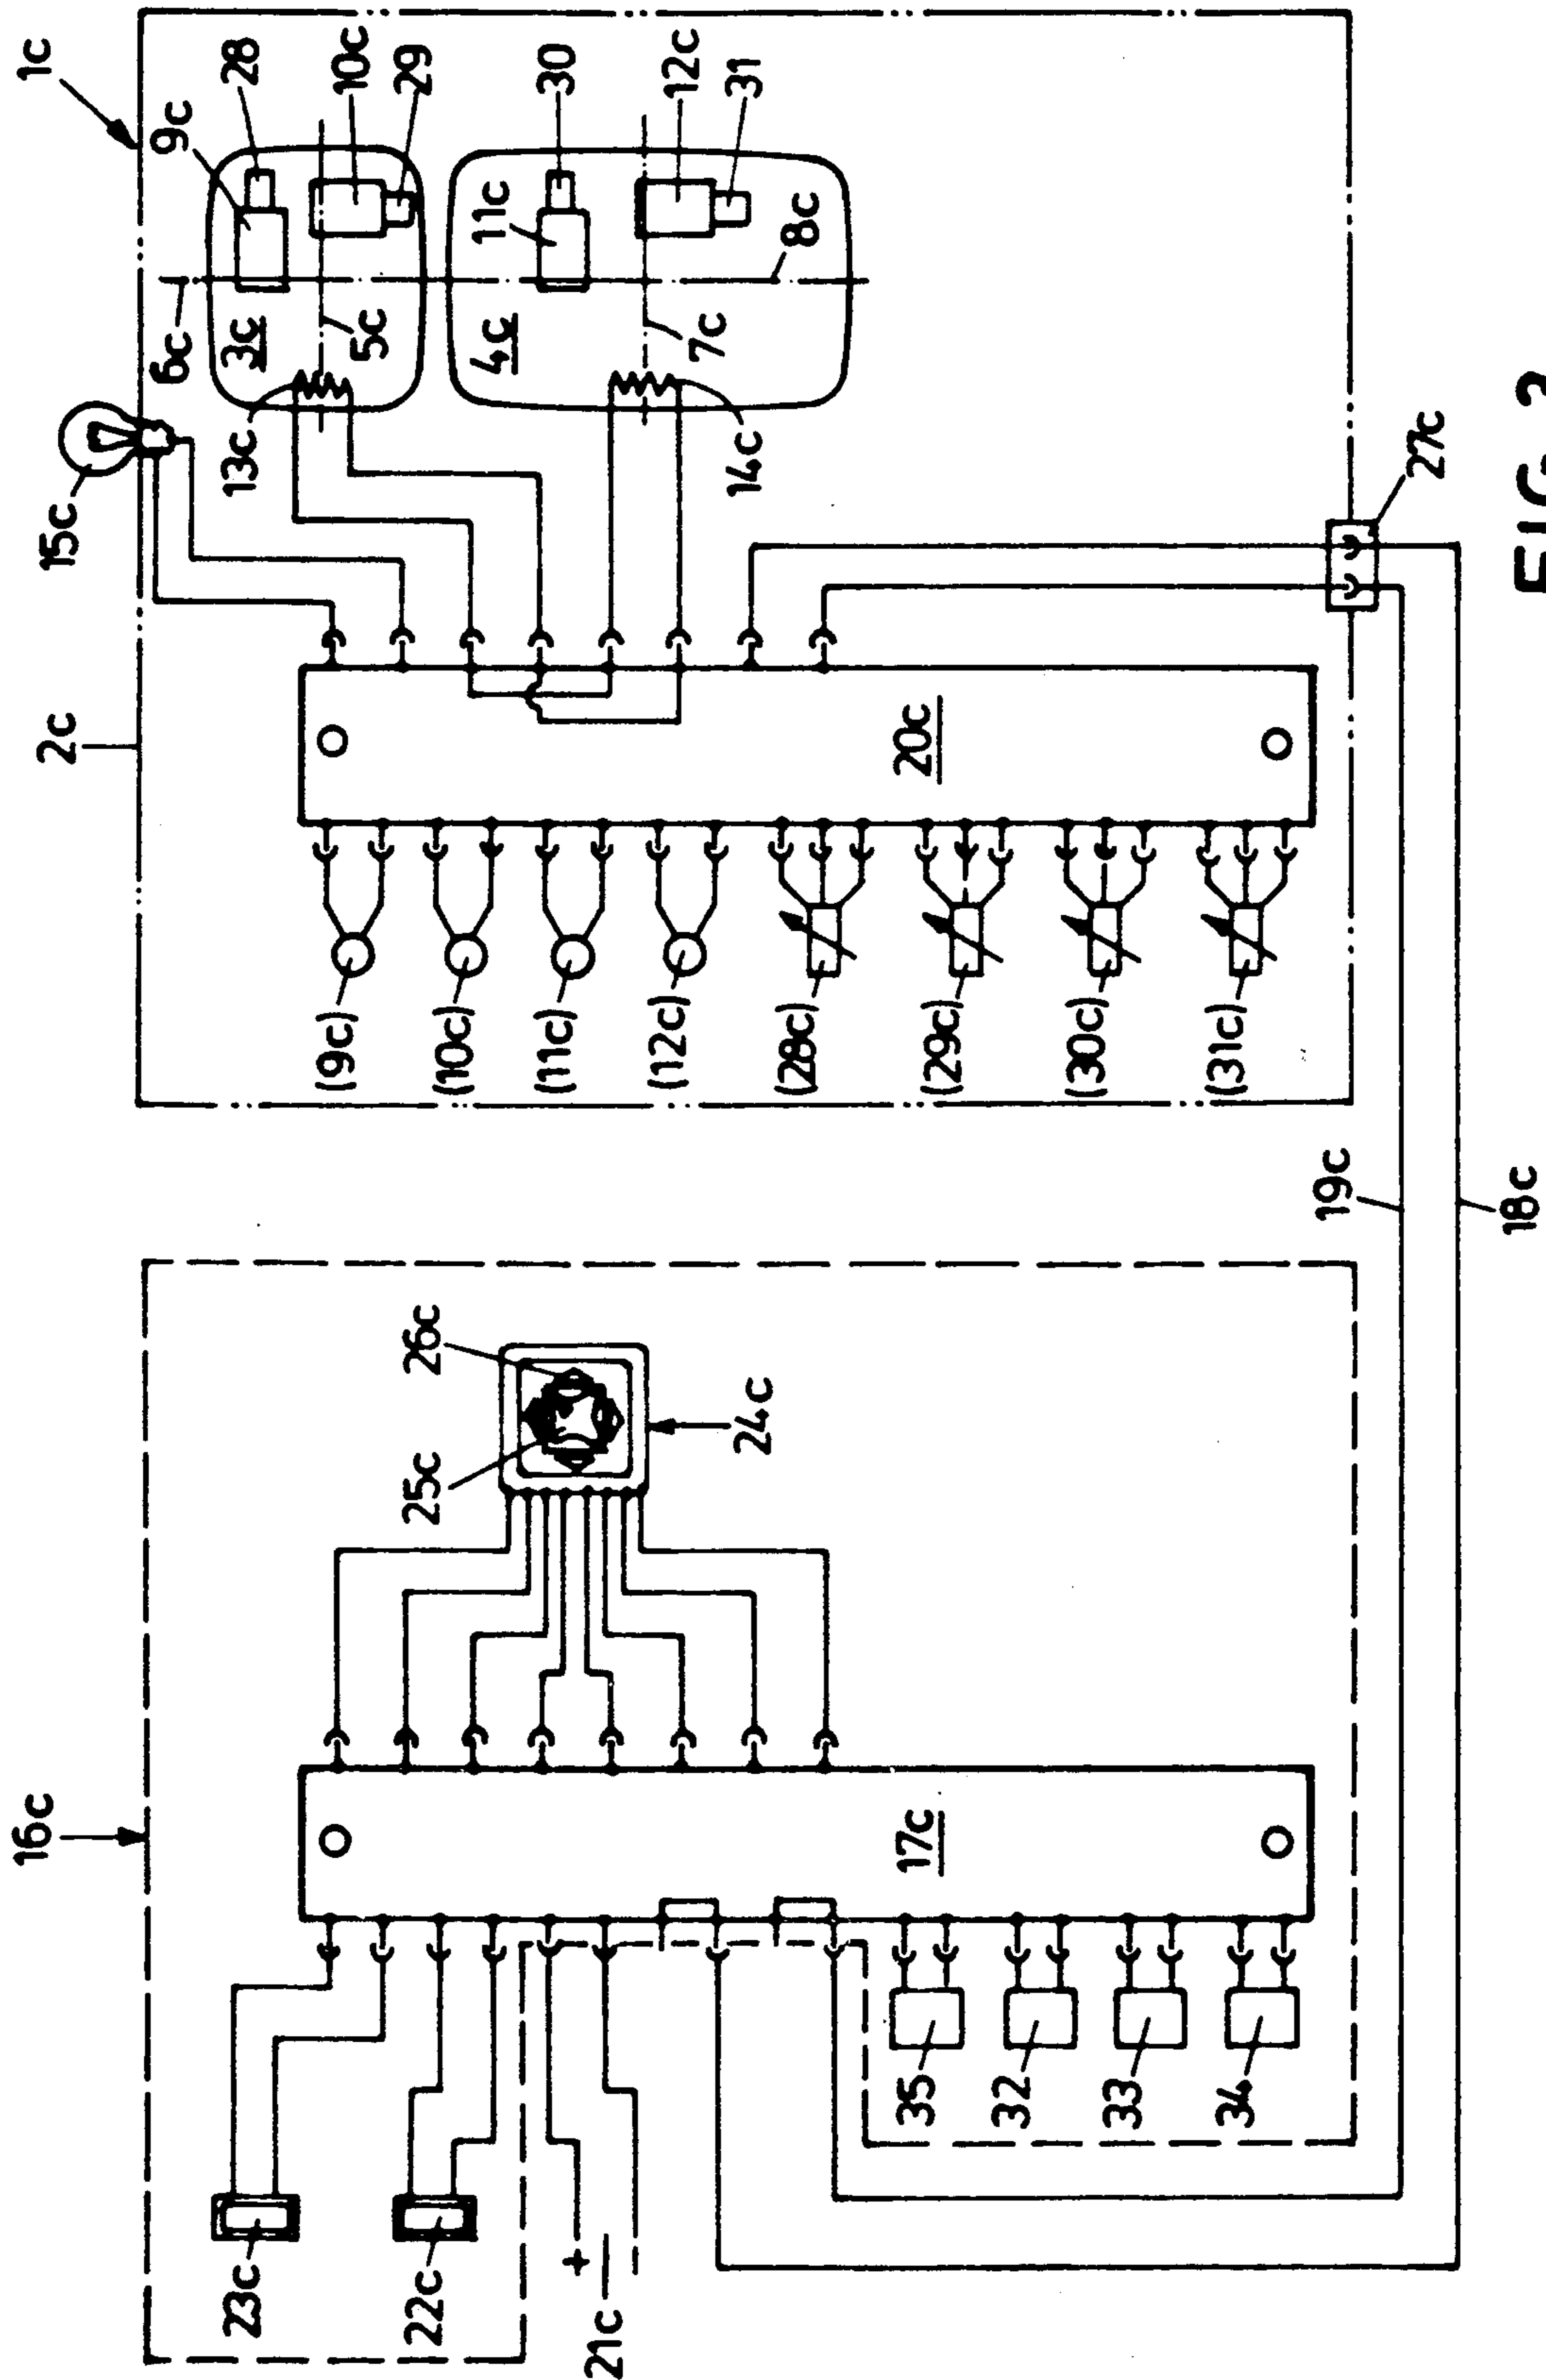 16c
2c
15c
1c
6c
9c
28
23c
3c
13c
10c
(9c)
5c
29
22c
25c
26c
(10c)
4c
11c
30
(11c)
21c
+
−
(12c)
7c
12c
14c
31
24c
8c
(28c)
17c
20c
35
(29c)
32
(30c)
33
(31c)
34
19c
27c
18c
FIG.